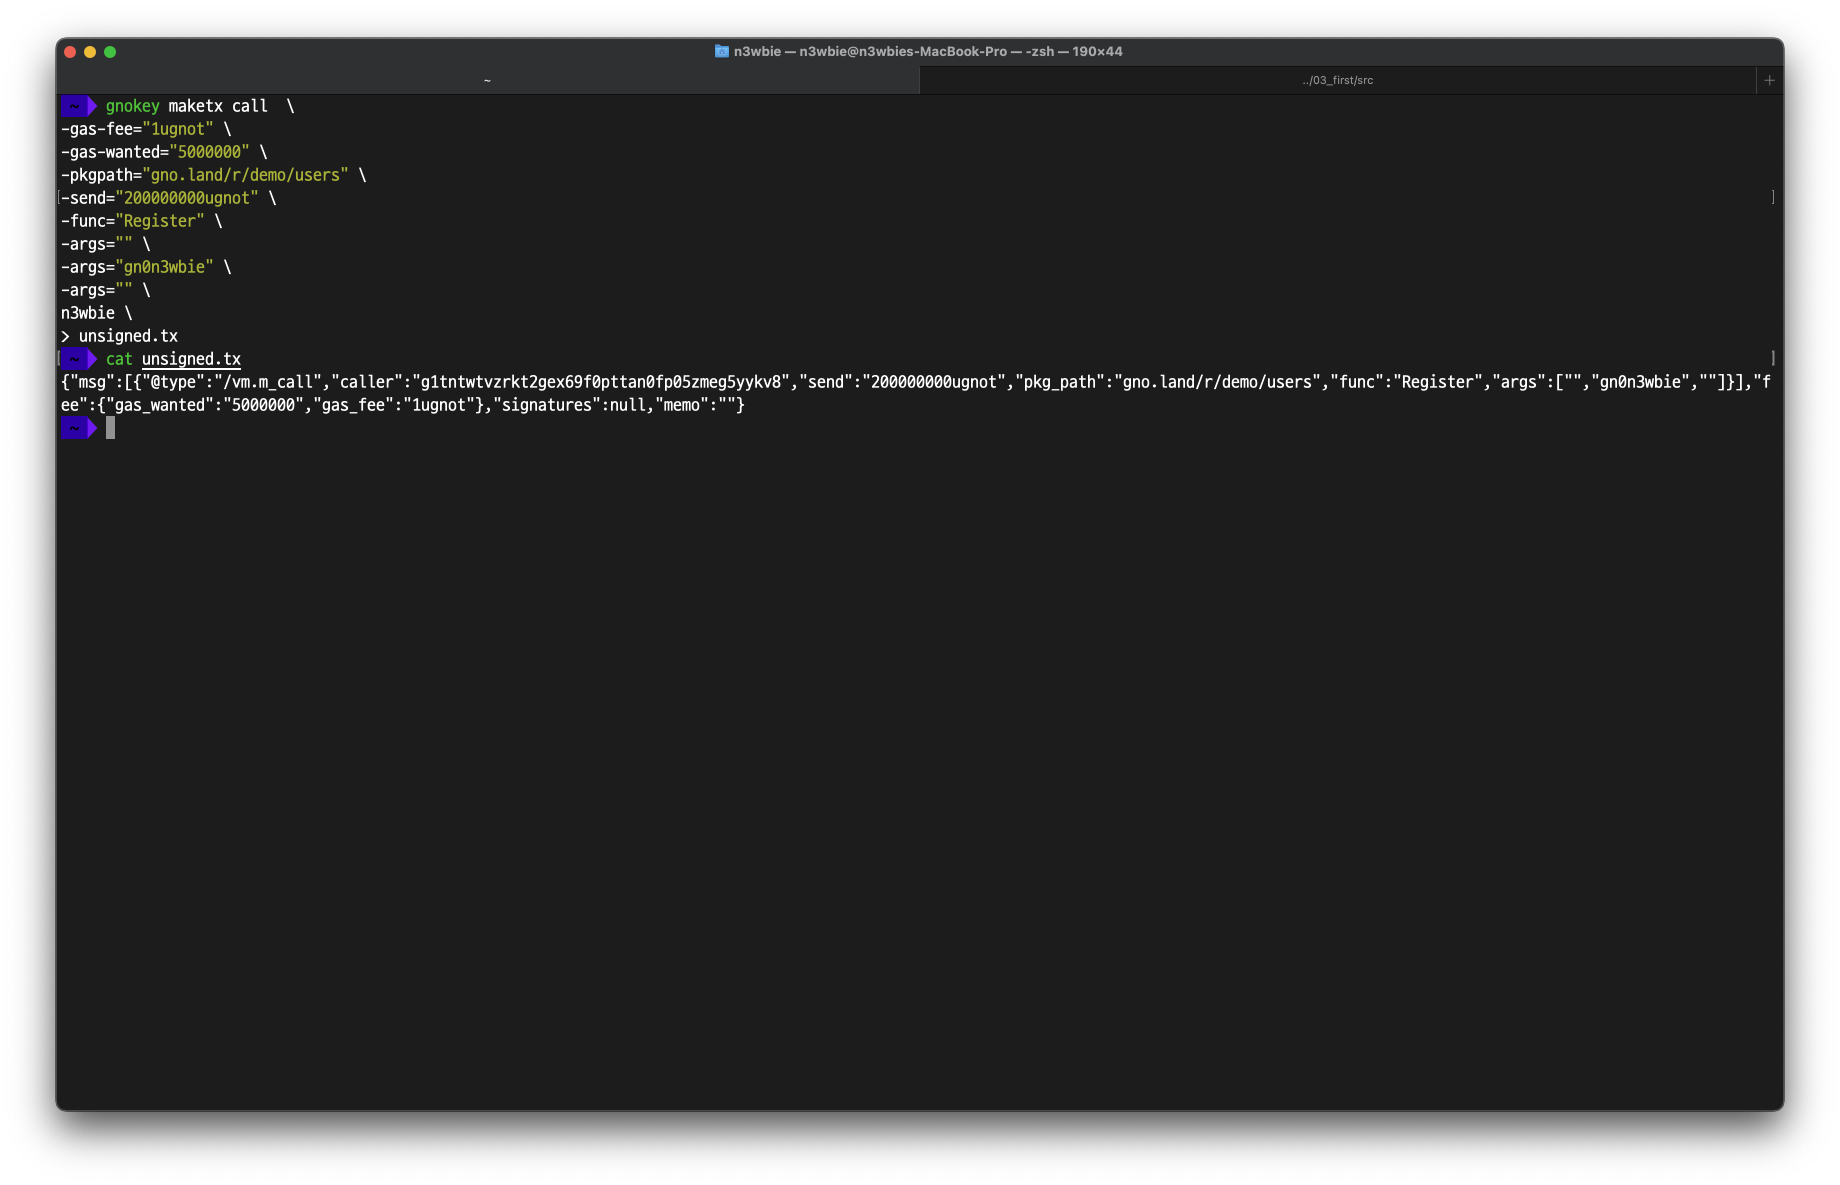 n3wbie — n3wbie@n3wbies-MacBook-Pro — -zsh — 190×44
~
../03_first/src
+
~ gnokey maketx call  \
-gas-fee="1ugnot" \
-gas-wanted="5000000" \
-pkgpath="gno.land/r/demo/users" \
-send="200000000ugnot" \
-func="Register" \
-args="" \
-args="gn0n3wbie" \
-args="" \
n3wbie \
> unsigned.tx
~ cat unsigned.tx
{"msg":[{"@type":"/vm.m_call","caller":"g1tntwtvzrkt2gex69f0pttan0fp05zmeg5yykv8","send":"200000000ugnot","pkg_path":"gno.land/r/demo/users","func":"Register","args":["","gn0n3wbie",""]}],"f
ee":{"gas_wanted":"5000000","gas_fee":"1ugnot"},"signatures":null,"memo":""}
~